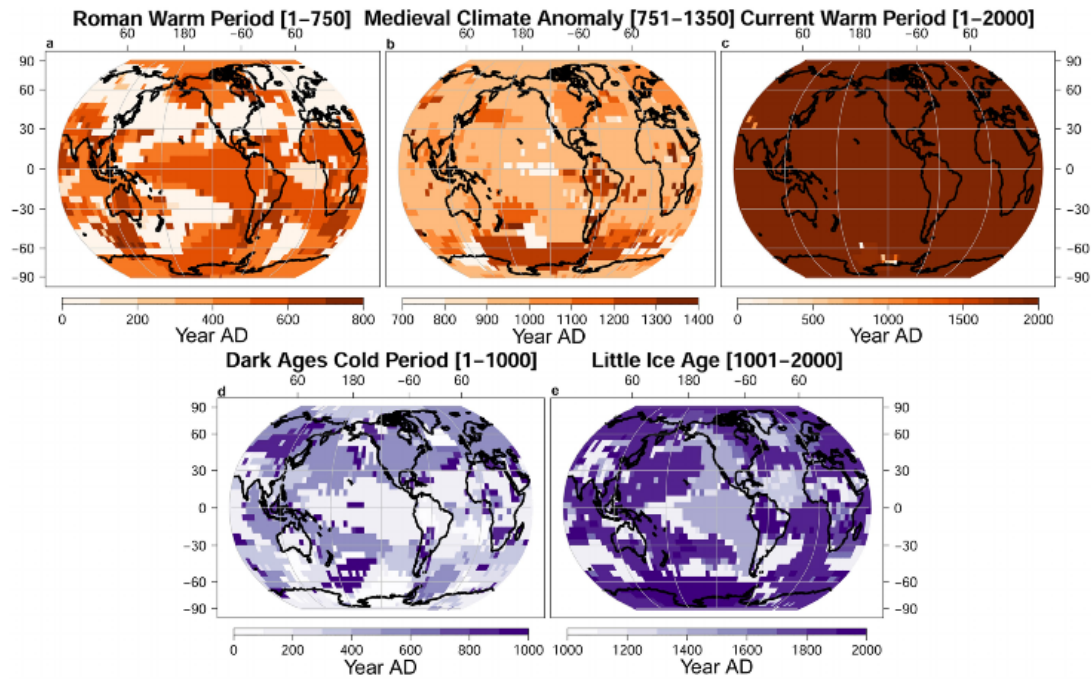 Roman Warm Period [1–750] Medieval Climate Anomaly [751–1350] Current Warm Period [1–2000]
60 180 −60 60 60 180 −60 60 60 180 −60 60
a b c
90 90
60 60
30 30
0 0
−30 −30
−60 −60
−90 −90
0 200 400 600 800 700 800 900 1000 1100 1200 1300 1400 0 500 1000 1500 2000
Year AD Year AD Year AD
Dark Ages Cold Period [1–1000] Little Ice Age [1001–2000]
60 180 −60 60 60 180 −60 60
d e
90 90
60 60
30 30
0 0
−30 −30
−60 −60
−90 −90
0 200 400 600 800 1000 1000 1200 1400 1600 1800 2000
Year AD Year AD